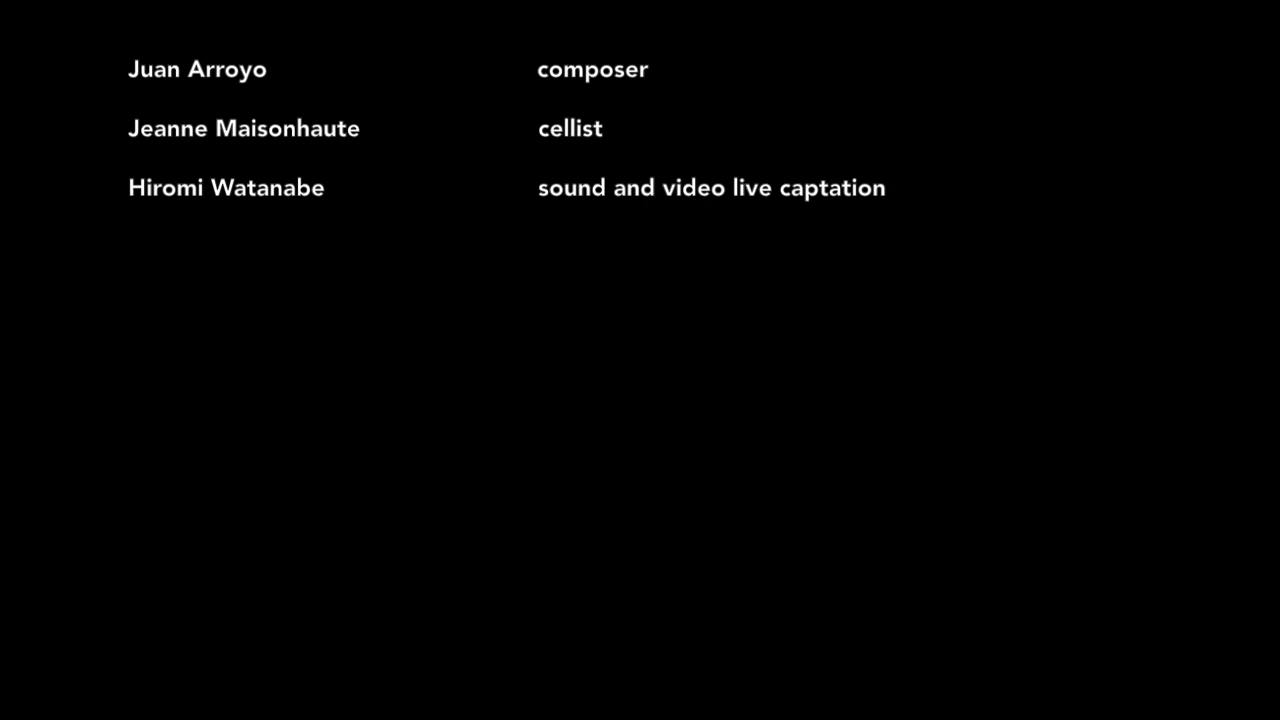 Juan Arroyo composer
Jeanne Maisonhaute cellist
Hiromi Watanabe sound and video live captation